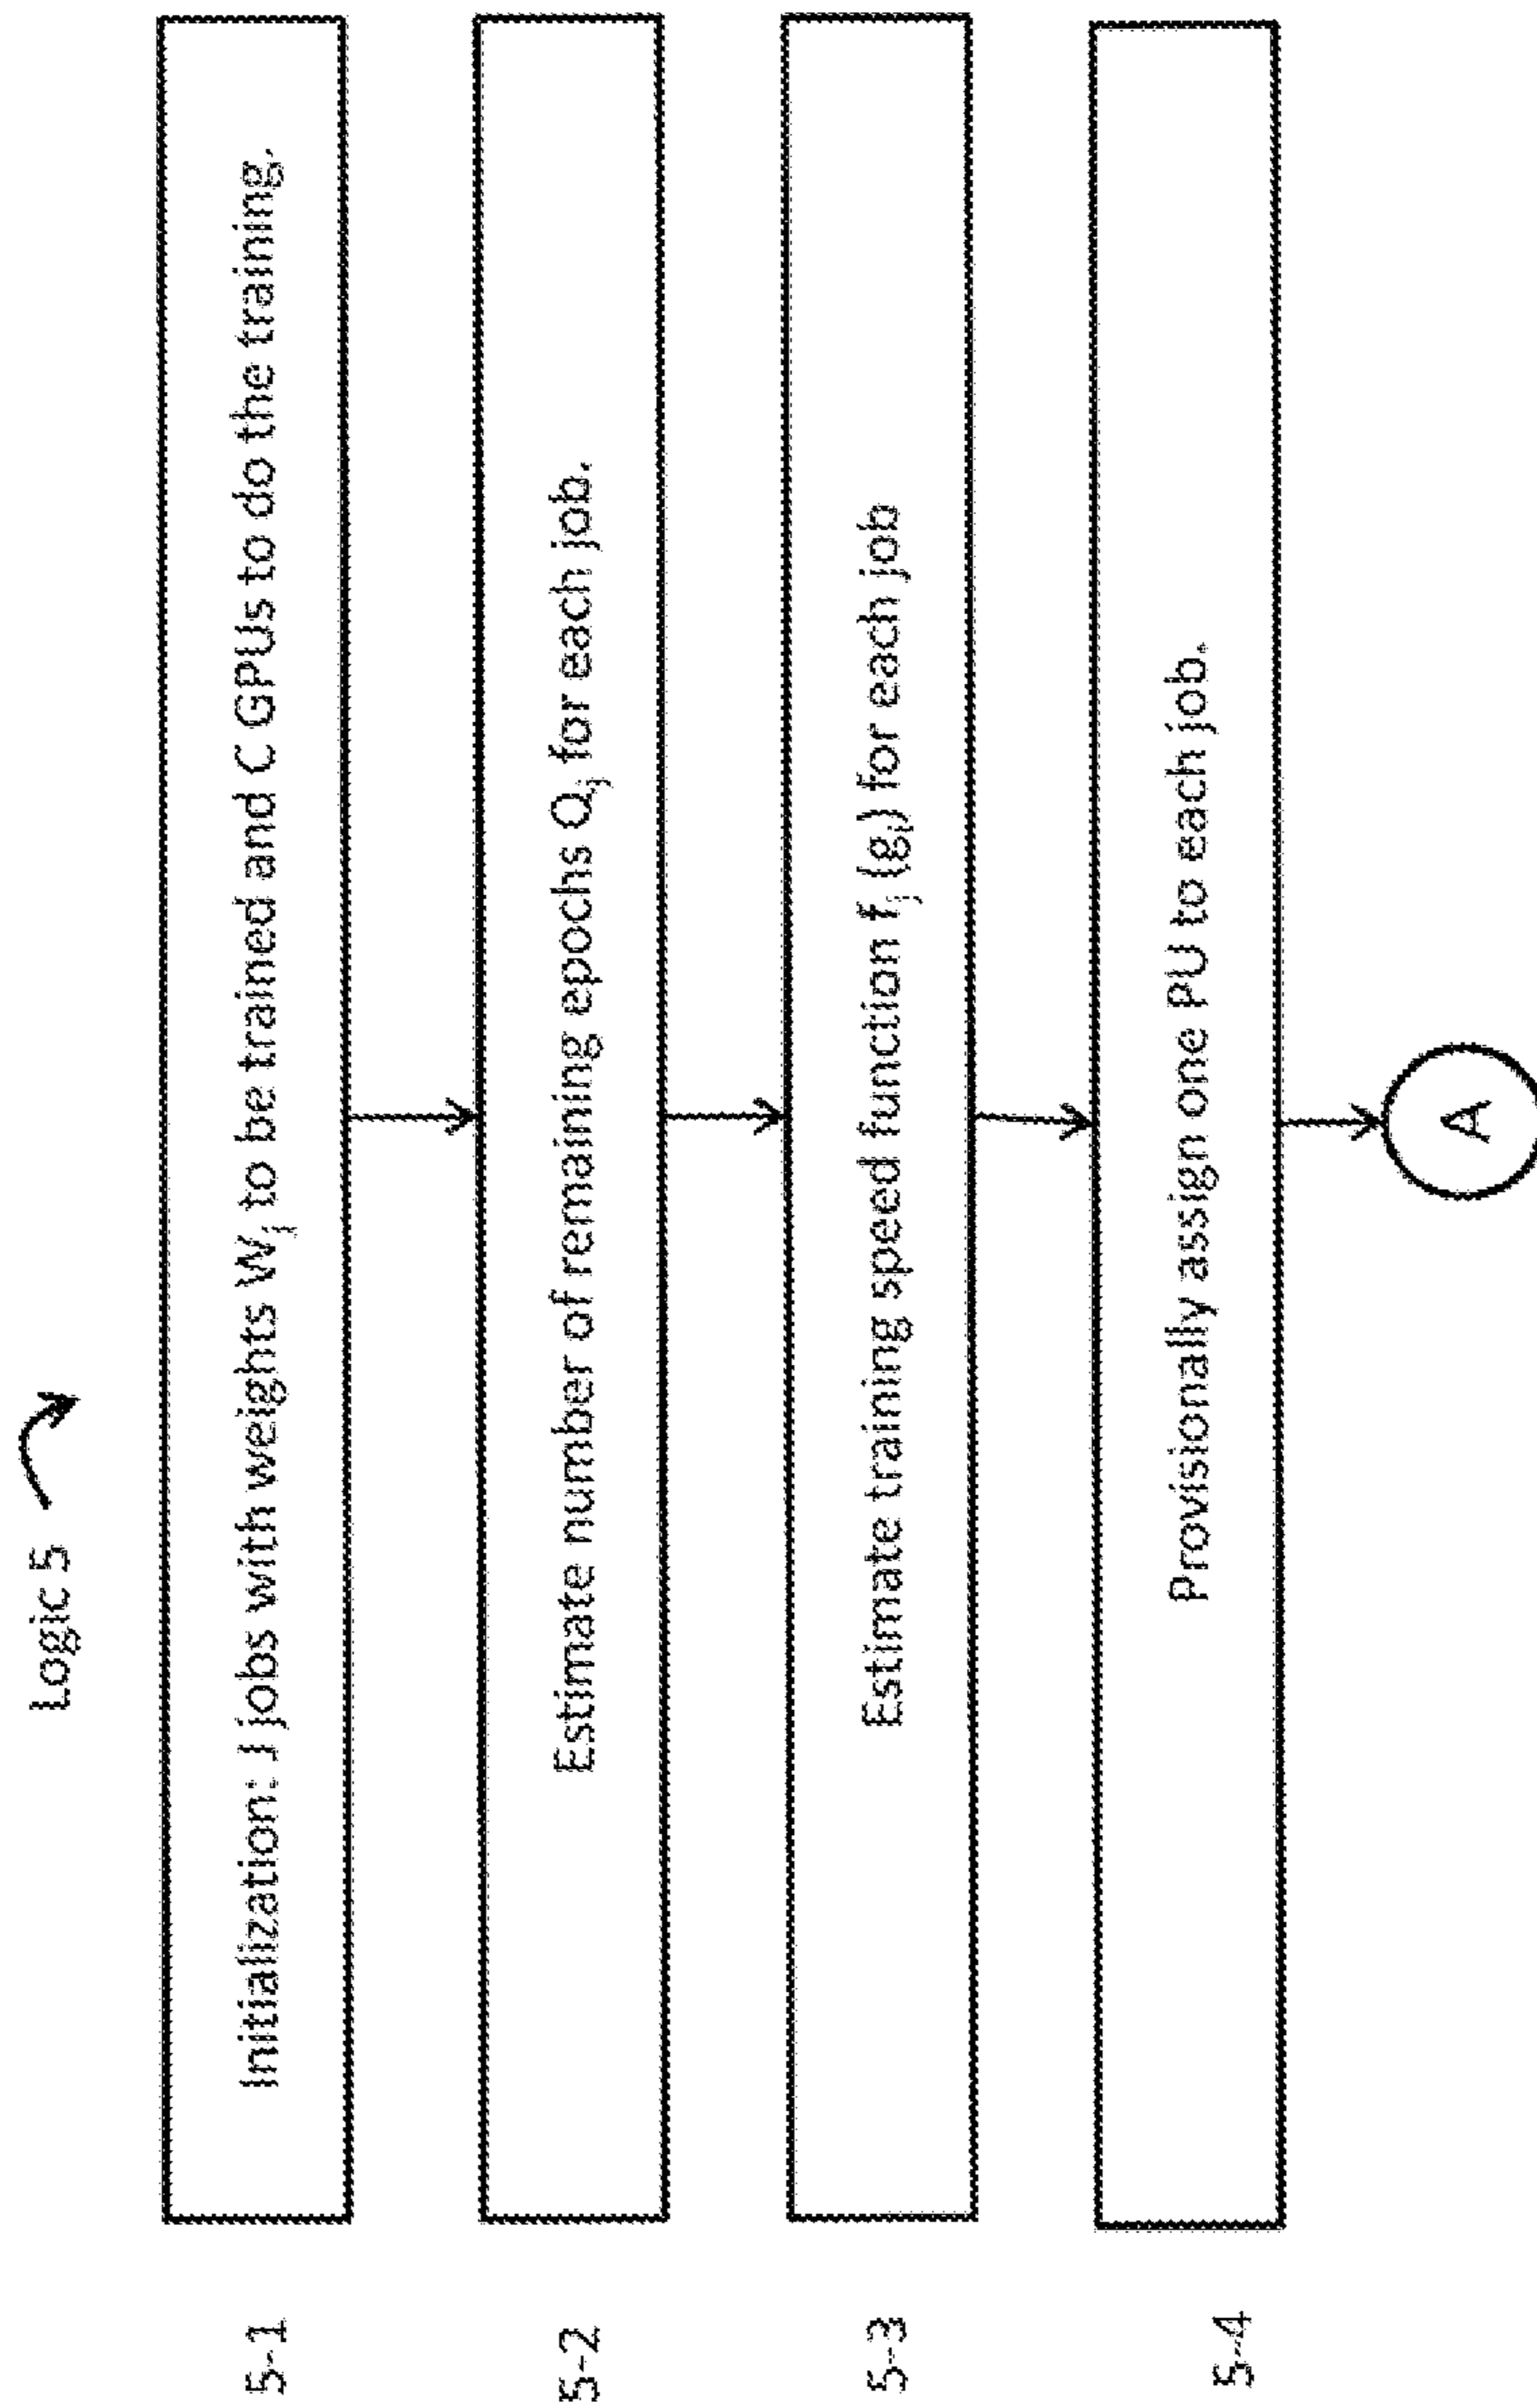 Logic 5
5-1
Initialization: J jobs with weights Wj to be trained and C GPUs to do the training.
5-2
Estimate number of remaining epochs Qj for each job.
5-3
Estimate training speed function fj (gj) for each job
5-4
Provisionally assign one PU to each job.
A